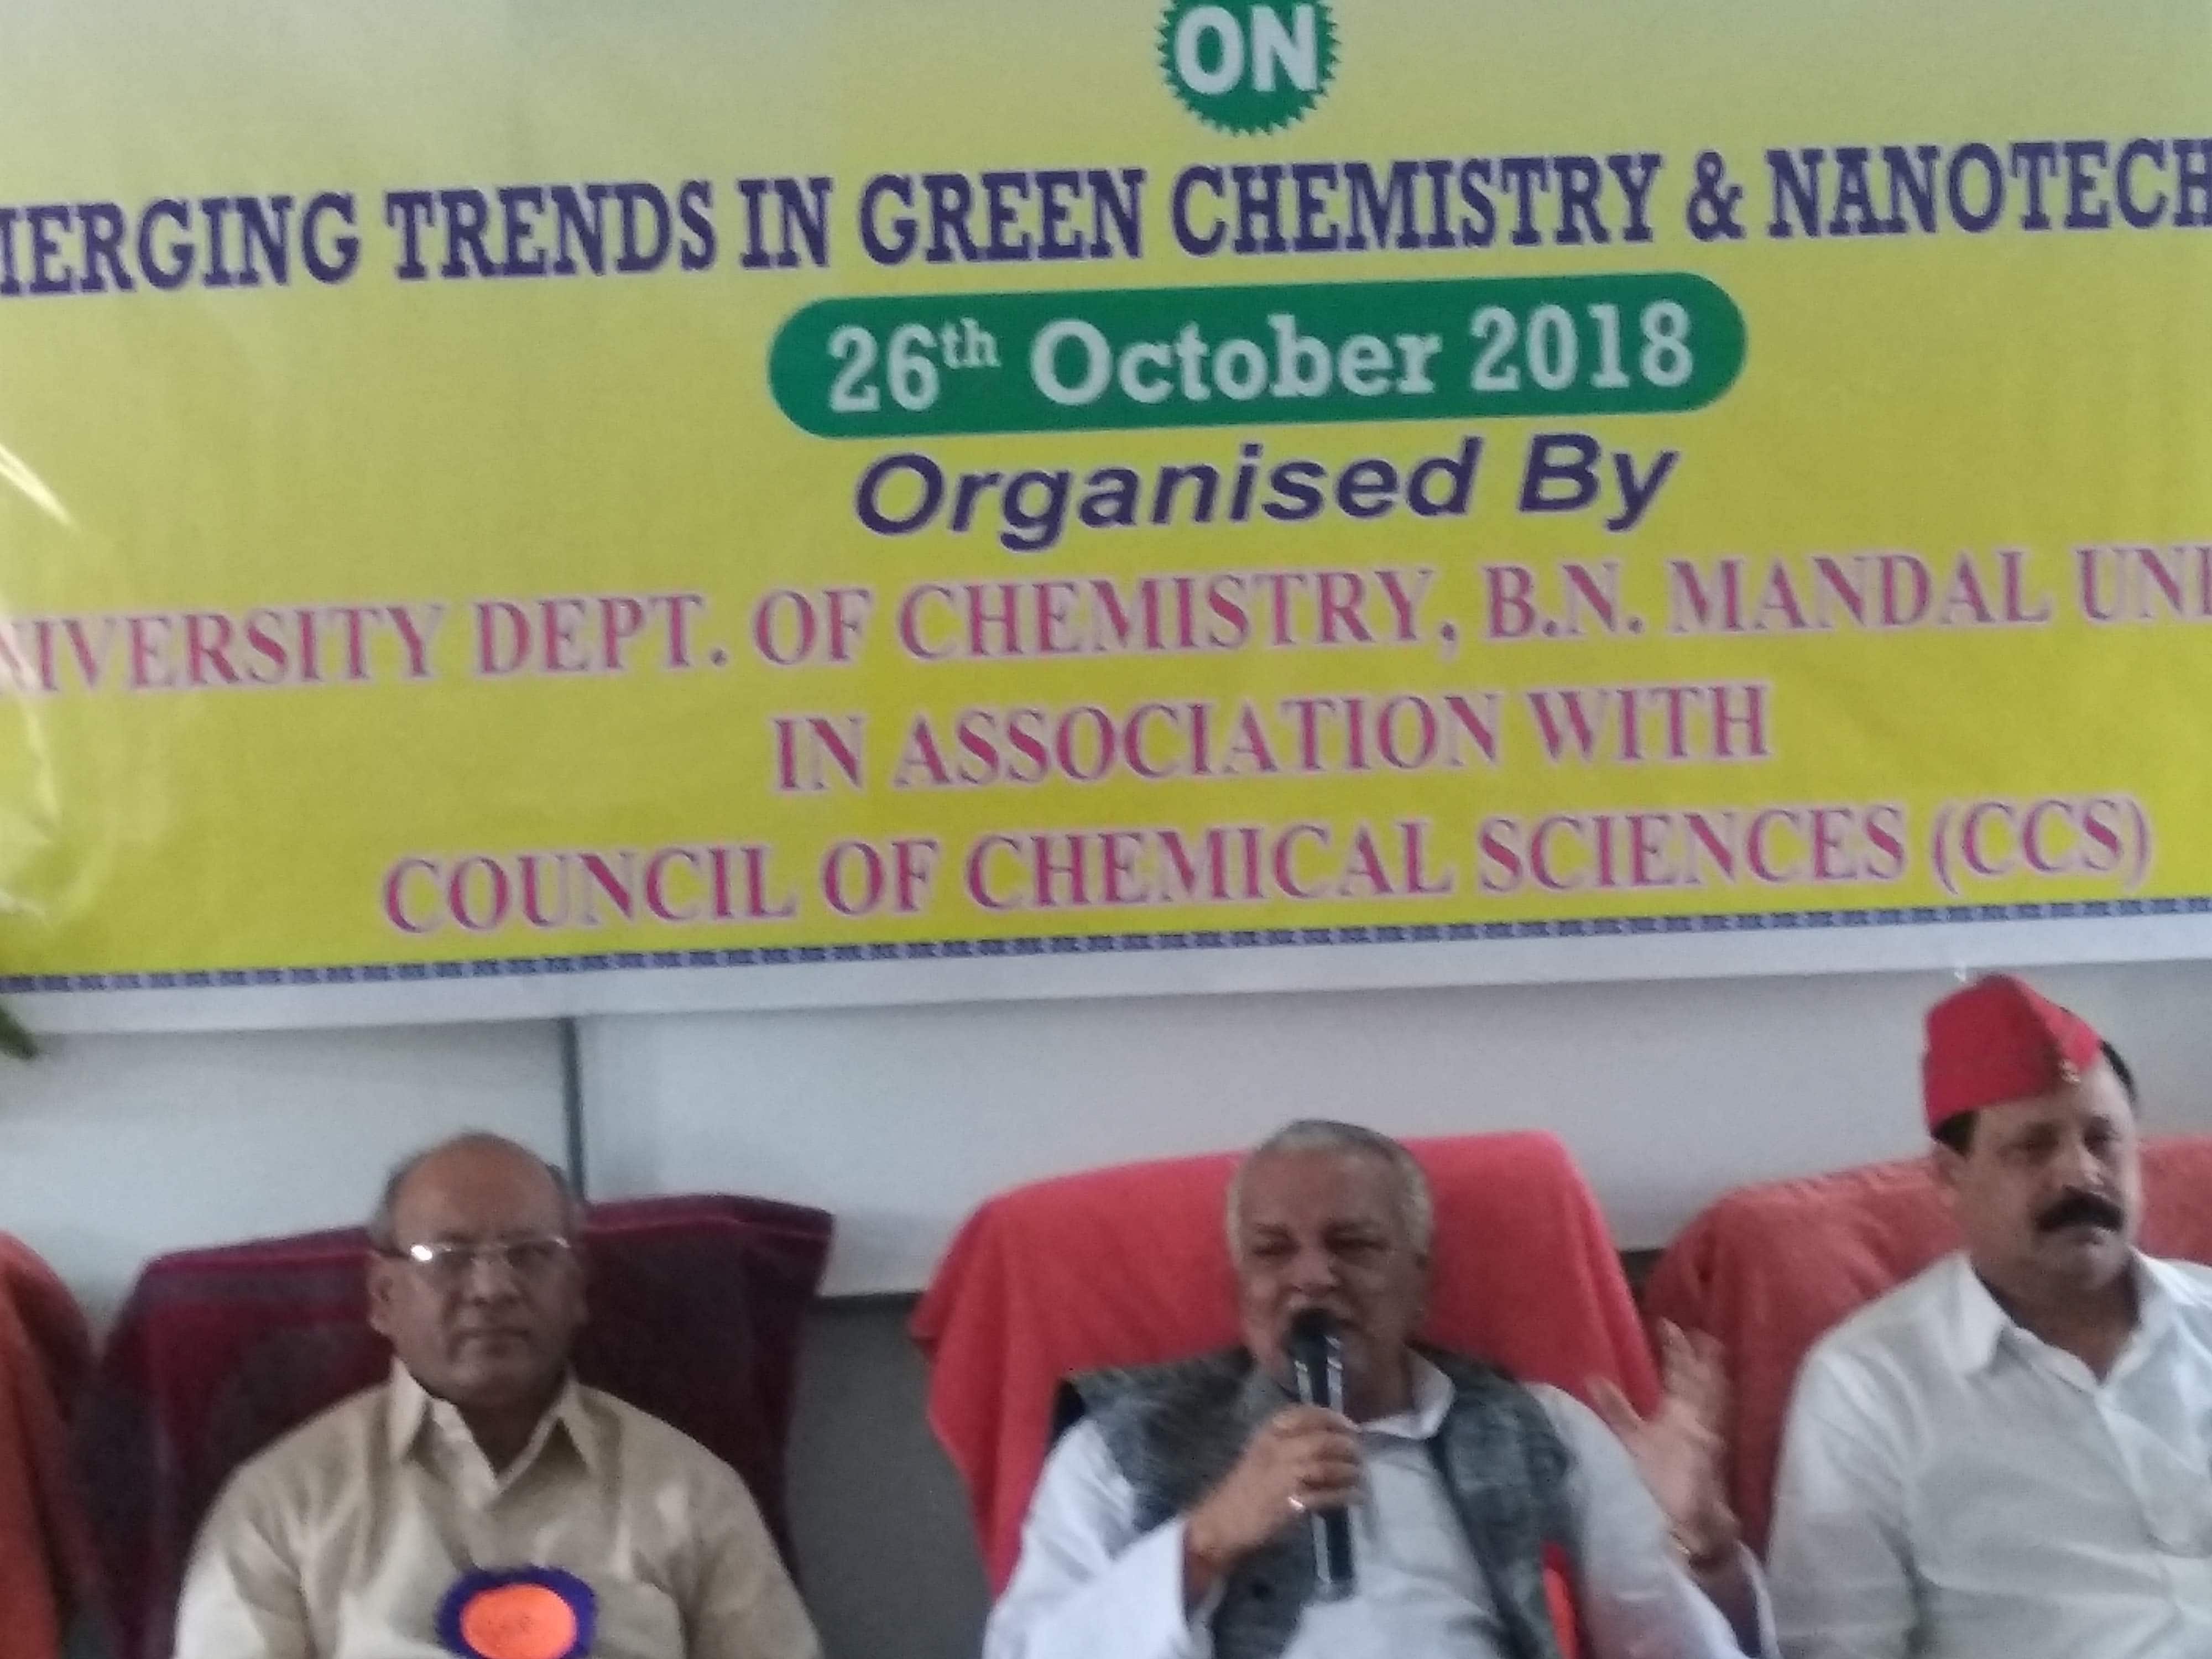 ON
MERGING TRENDS IN GREEN CHEMISTRY & NANOTECH
26th October 2018
Organised By
NIVERSITY DEPT. OF CHEMISTRY, B.N. MANDAL UNI
IN ASSOCIATION WITH
COUNCIL OF CHEMICAL SCIENCES (CCS)